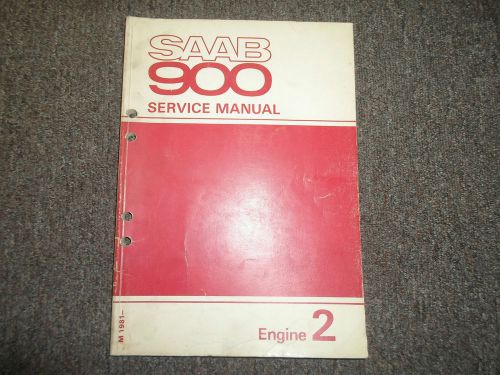 SAAB
900
SERVICE MANUAL
Engine 2
M 1981–